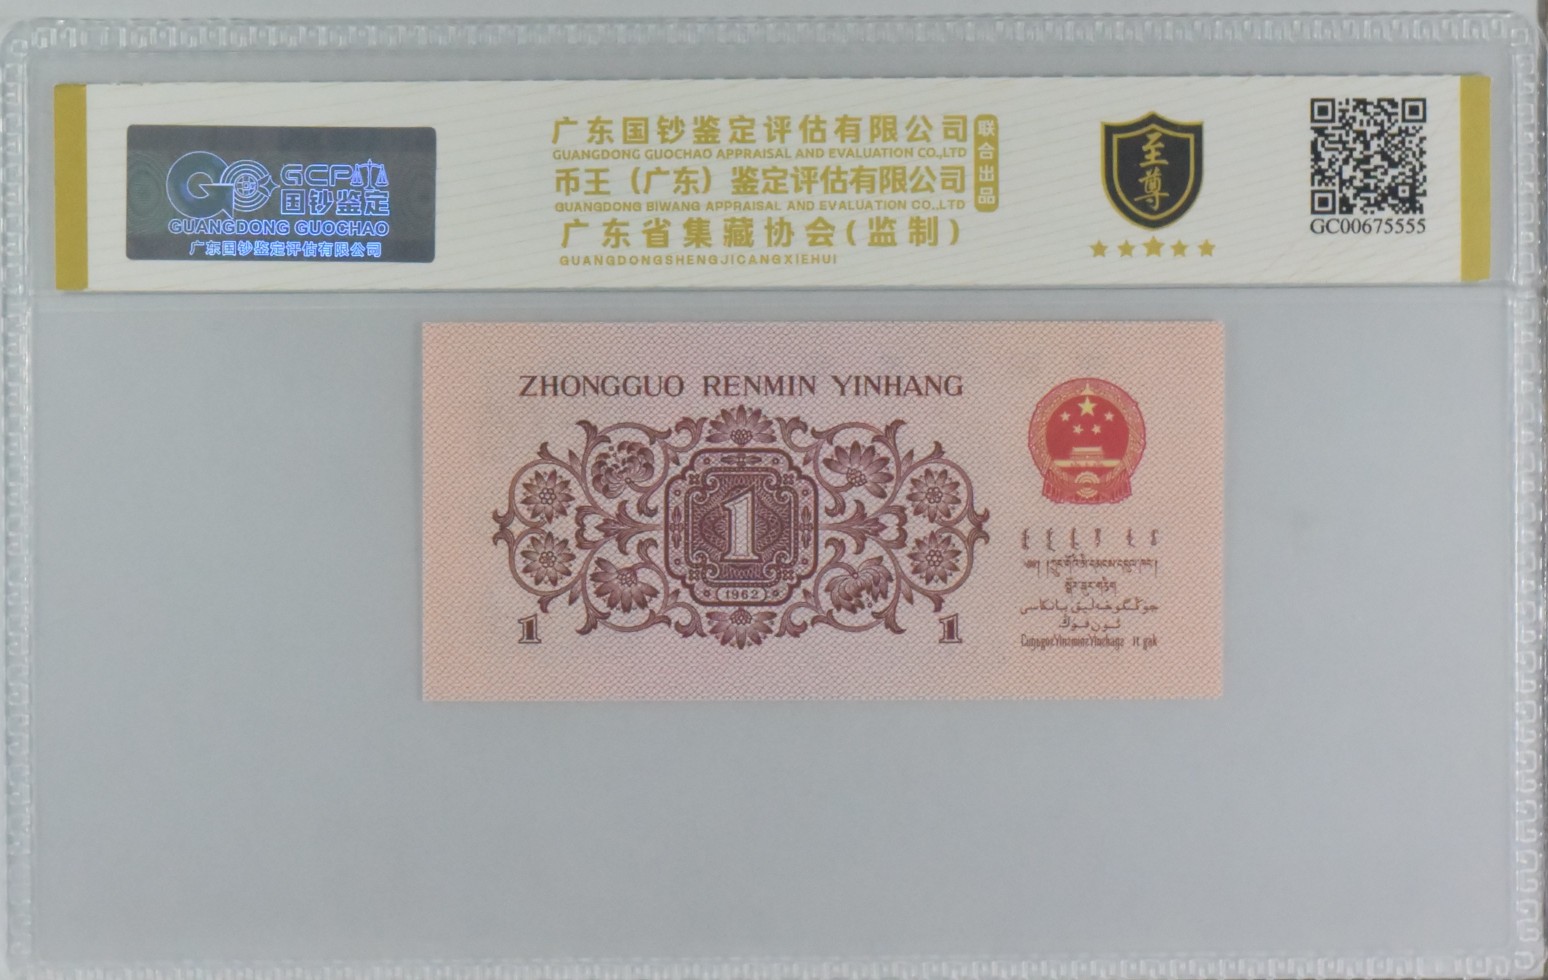 GCP
国钞鉴定
GUANGDONG GUOCHAO
广东国钞鉴定评估有限公司
广东国钞鉴定评估有限公司
GUANGDONG GUOCHAO APPRAISAL AND EVALUATION CO.,LTD
币王（广东）鉴定评估有限公司
GUANGDONG BIWANG APPRAISAL AND EVALUATION CO.,LTD
联合出品
广东省集藏协会(监制)
GUANGDONGSHENGJICANGXIEHUI
至尊
GC00675555
ZHONGGUO RENMIN YINHANG
1
1962
1
1
جوڭگو خەلىق بانكاسى